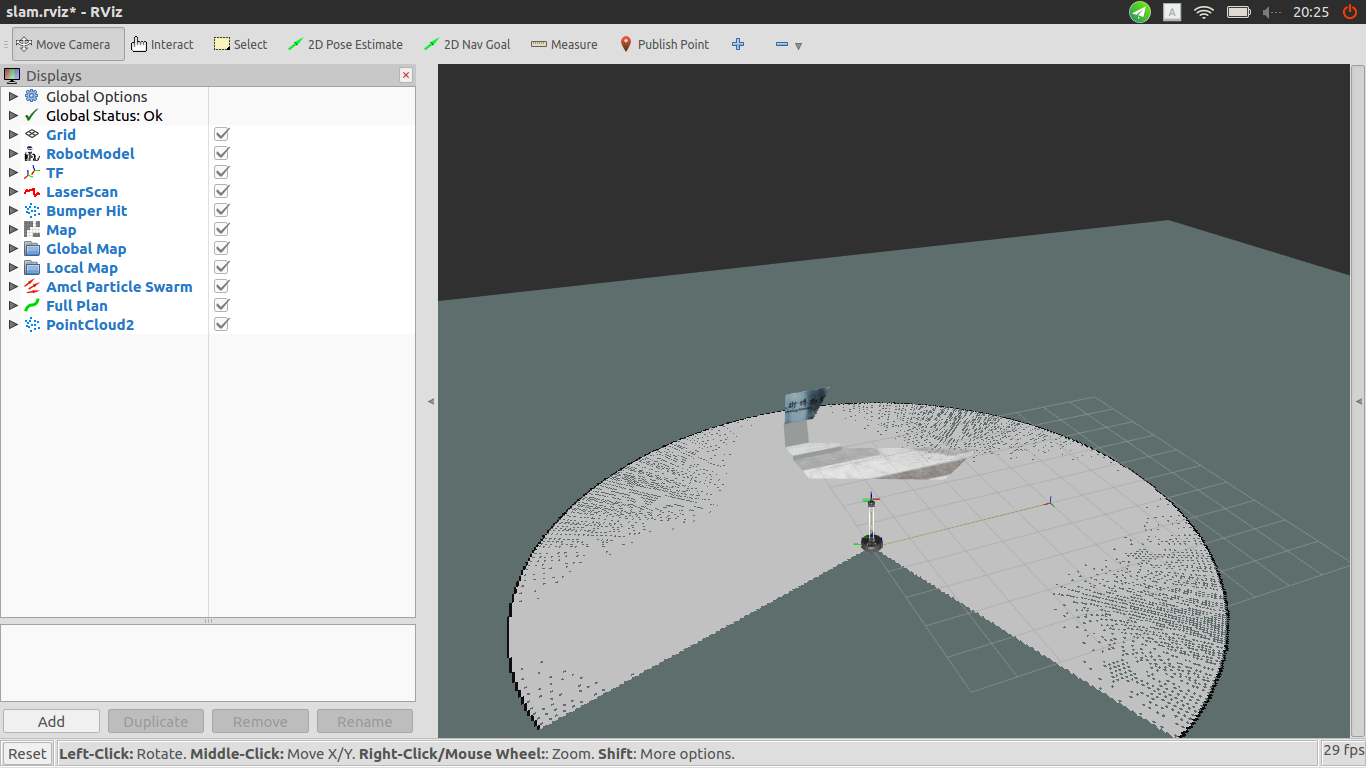 slam.rviz* - RViz
A
20:25
Move Camera
Interact
Select
2D Pose Estimate
2D Nav Goal
Measure
Publish Point
Displays
Global Options
Global Status: Ok
Grid
RobotModel
TF
LaserScan
Bumper Hit
Map
Global Map
Local Map
Amcl Particle Swarm
Full Plan
PointCloud2
Add
Duplicate
Remove
Rename
Reset
Left-Click: Rotate. Middle-Click: Move X/Y. Right-Click/Mouse Wheel:: Zoom. Shift: More options.
29 fps